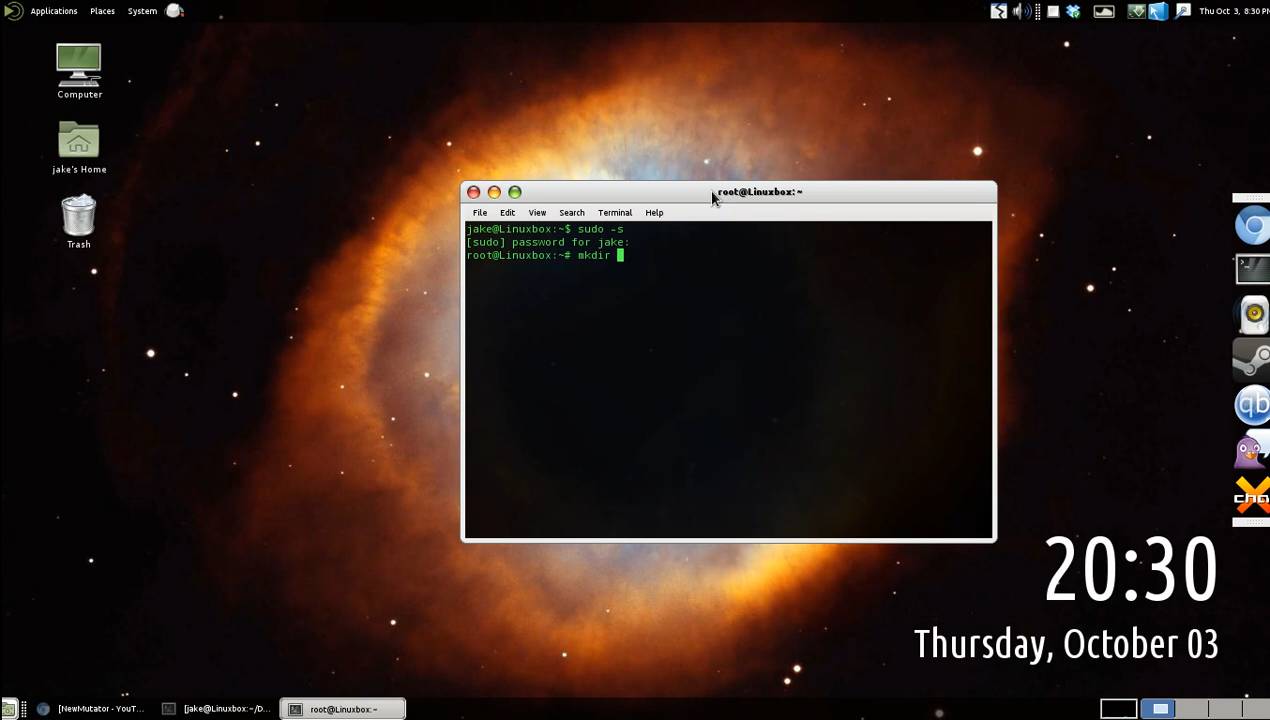 Applications Places System
Thu Oct 3, 8:30 PM
Computer
jake's Home
Trash
root@Linuxbox: ~
File Edit View Search Terminal Help
jake@Linuxbox:~$ sudo -s
[sudo] password for jake:
root@Linuxbox:~# mkdir
qb
20:30
Thursday, October 03
[NewMutator - YouT...
[jake@Linuxbox:~/D...
root@Linuxbox: ~